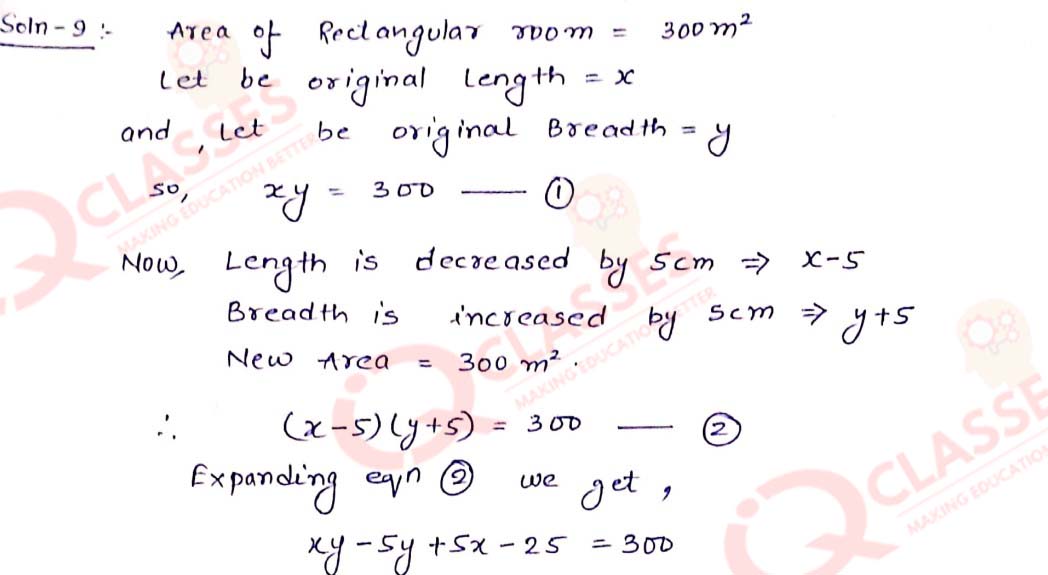 Soln-9 :- Area of Rectangular room = 300 m²
Let be original Length = x
and, Let be original Breadth = y
so, xy = 300 —— ①
Now, Length is decreased by 5cm ⇒ x-5
Breadth is increased by 5cm ⇒ y+5
New Area = 300 m².
∴ (x-5)(y+5) = 300 —— ②
Expanding eqn ② we get,
xy - 5y + 5x - 25 = 300
CLASSES
MAKING EDUCATION BETTER
CLASSES
MAKING EDUCATION BETTER
CLASSE
MAKING EDUCATION